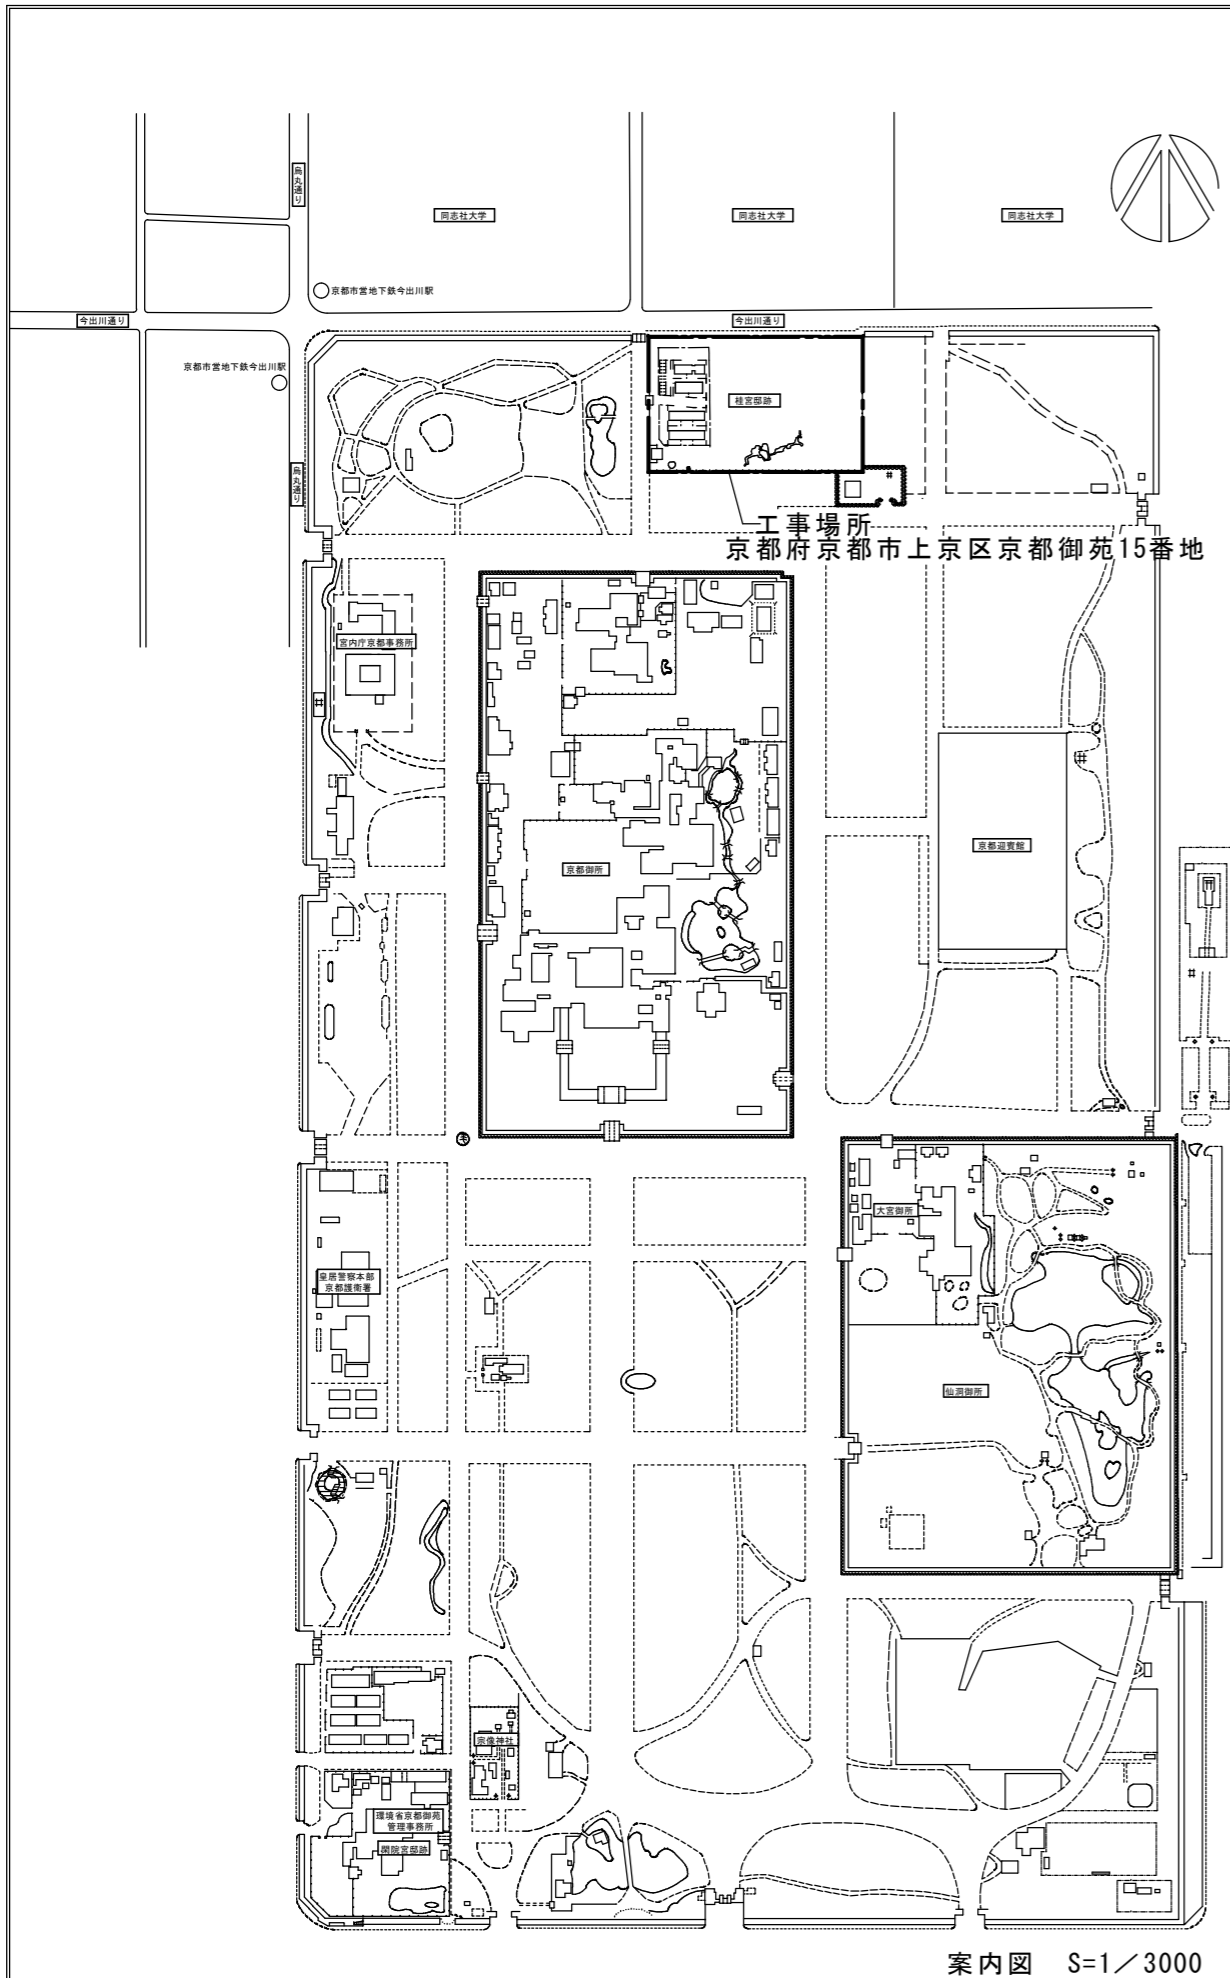 烏丸通り
同志社大学
同志社大学
同志社大学
京都市営地下鉄今出川駅
今出川通り
今出川通り
京都市営地下鉄今出川駅
桂宮邸跡
烏丸通り
工事場所
京都府京都市上京区京都御苑15番地
宮内庁京都事務所
京都迎賓館
京都御所
大宮御所
皇居警察本部
京都護衛署
仙洞御所
宗像神社
環境省京都御苑
管理事務所
閑院宮邸跡
案内図 S=1/3000